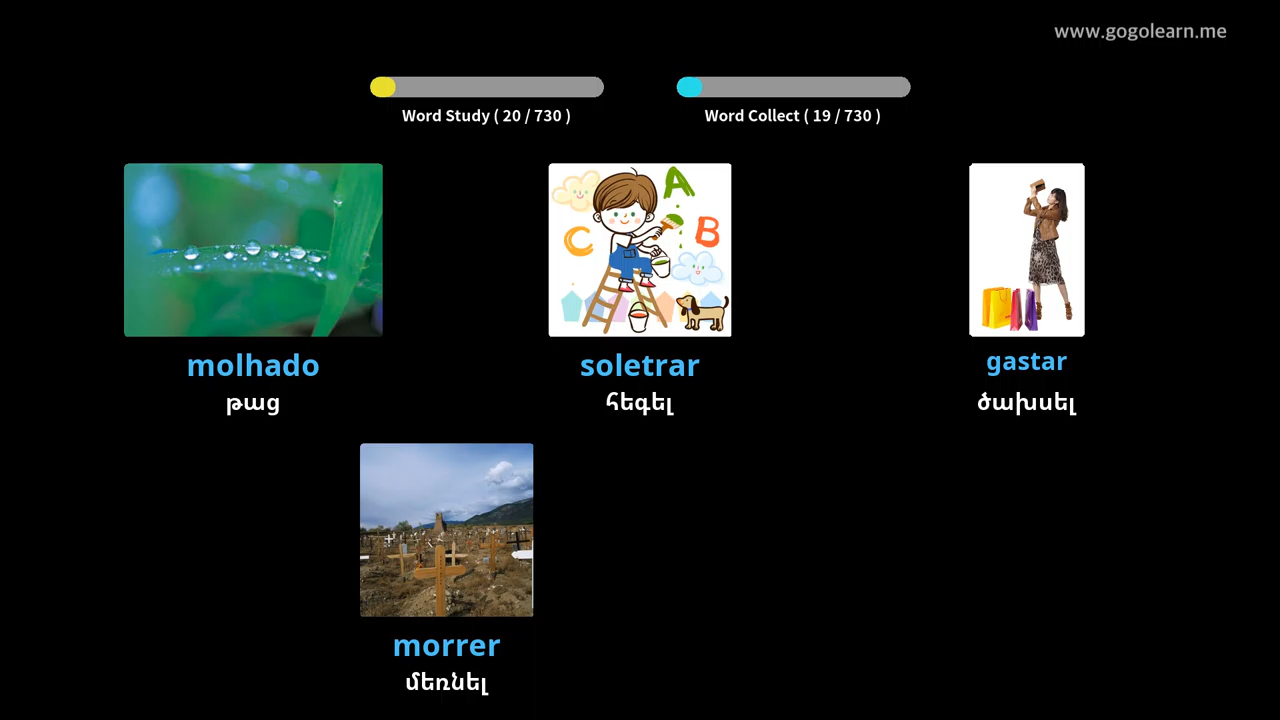 www.gogolearn.me
Word Study ( 20 / 730 )
Word Collect ( 19 / 730 )
A
B
C
molhado
թաց
soletrar
հեգել
gastar
ծախսել
morrer
մեռնել